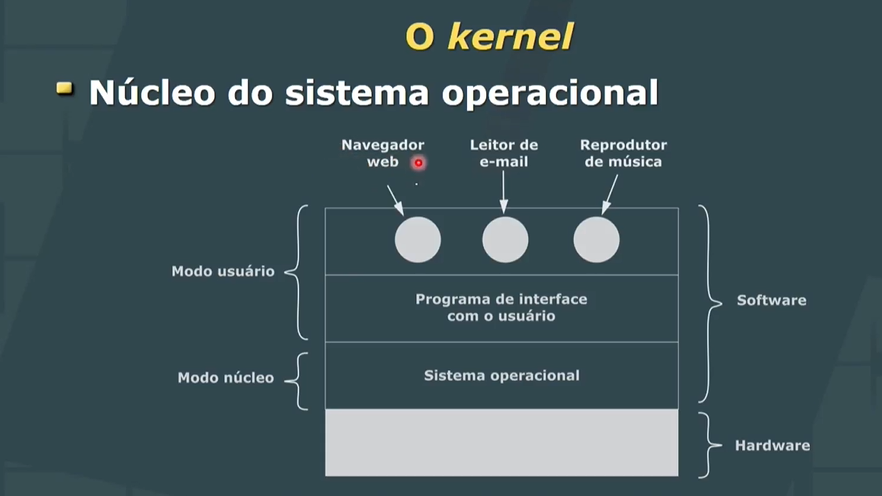 O kernel
Núcleo do sistema operacional
Navegador
web
Leitor de
e-mail
Reprodutor
de música
Modo usuário
Programa de interface
com o usuário
Software
Modo núcleo
Sistema operacional
Hardware